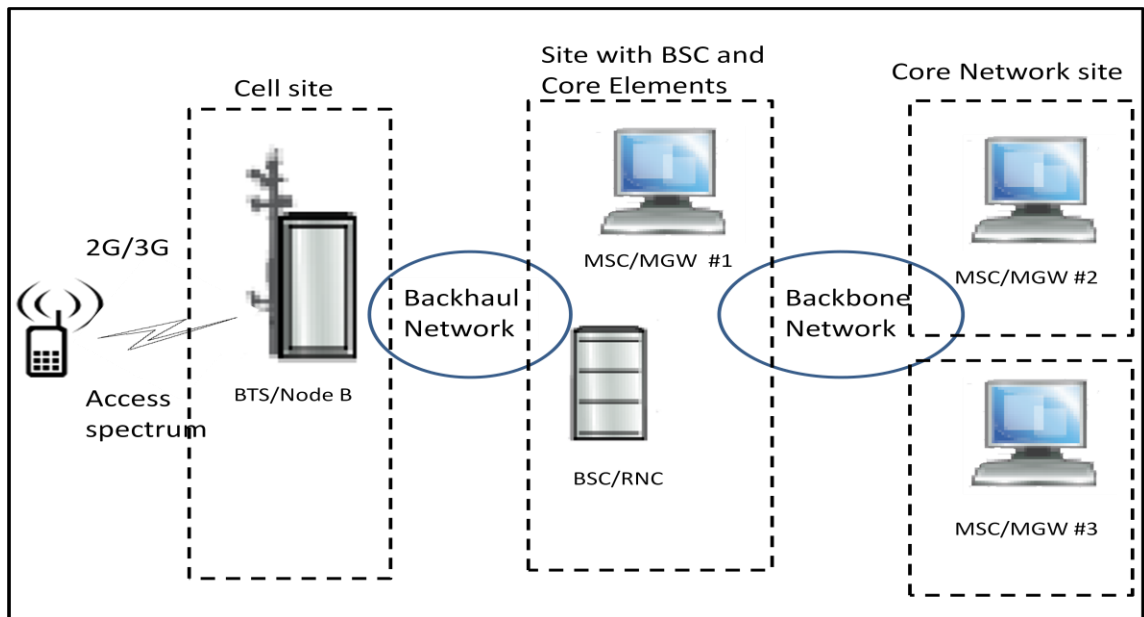 Cell site
Site with BSC and
Core Elements
Core Network site
2G/3G
Access
spectrum
BTS/Node B
Backhaul
Network
MSC/MGW #1
BSC/RNC
Backbone
Network
MSC/MGW #2
MSC/MGW #3